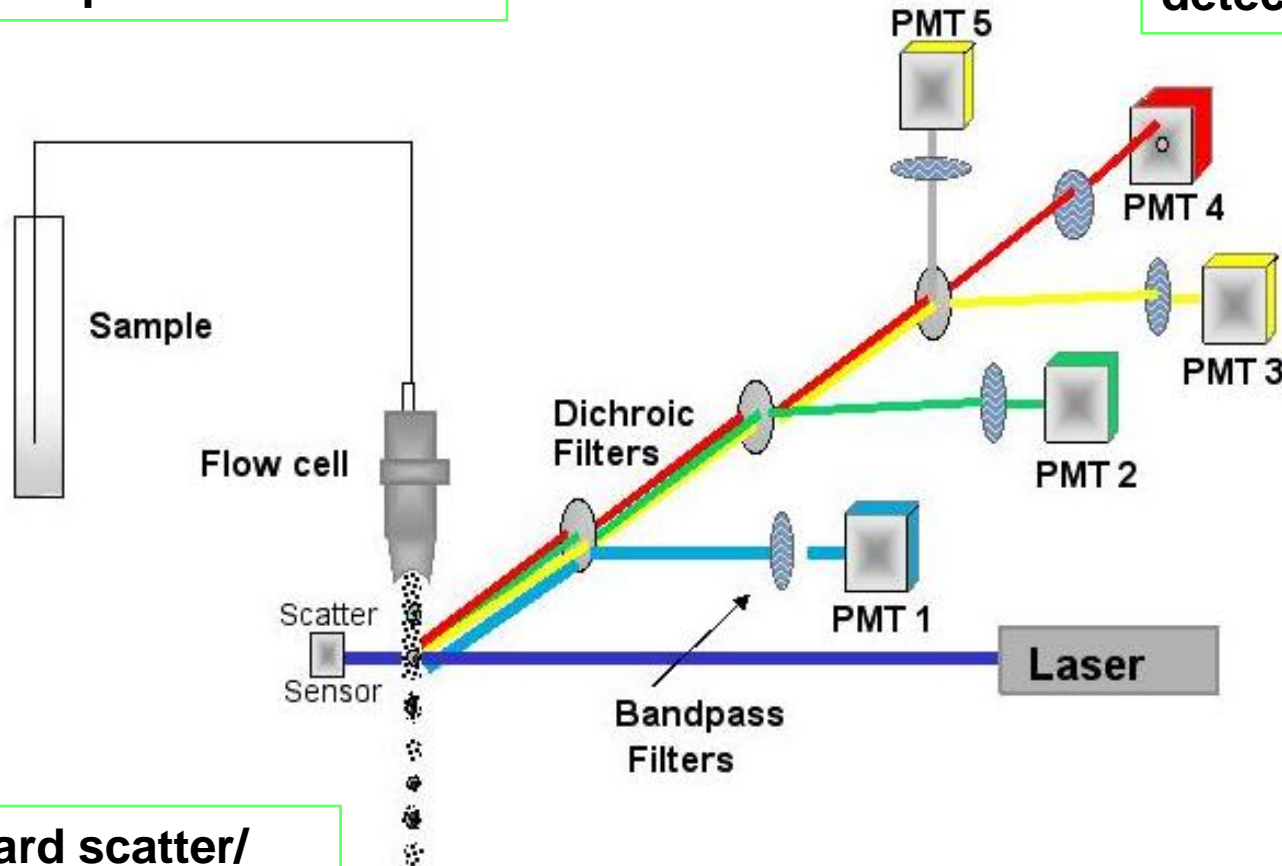 detec
PMT 5
PMT 4
Sample
PMT 3
Dichroic
Filters
Flow cell
PMT 2
Scatter
PMT 1
Sensor
Laser
Bandpass
Filters
ard scatter/